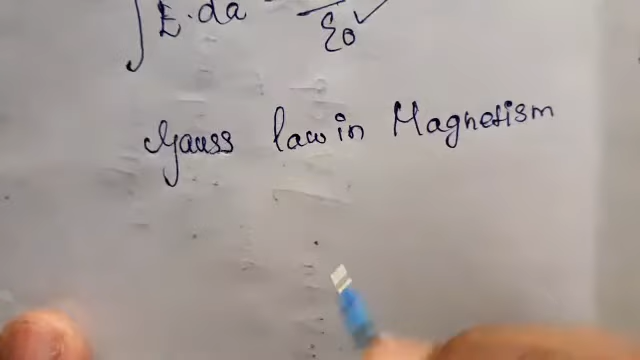 ∫ E · da
ε0 ✓
Gauss law in Magnetism